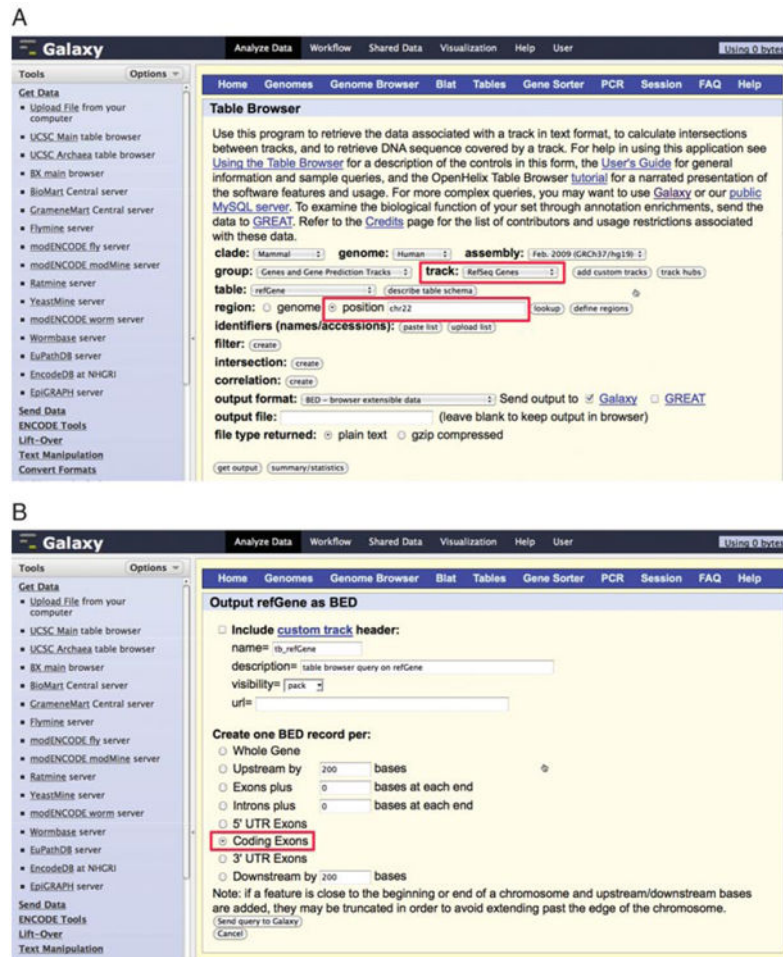 A
Galaxy
Analyze Data Workflow Shared Data Visualization Help User
Using 0 bytes
Tools Options
Get Data
Upload File from your
computer
UCSC Main table browser
UCSC Archaea table browser
BX main browser
BioMart Central server
GrameneMart Central server
Flymine server
modENCODE fly server
modENCODE modMine server
Ratmine server
YeastMine server
modENCODE worm server
Wormbase server
EuPathDB server
EncodeDB at NHGRI
EpiGRAPH server
Send Data
ENCODE Tools
Lift-Over
Text Manipulation
Convert Formats
Home Genomes Genome Browser Blat Tables Gene Sorter PCR Session FAQ Help
Table Browser
Use this program to retrieve the data associated with a track in text format, to calculate intersections
between tracks, and to retrieve DNA sequence covered by a track. For help in using this application see
Using the Table Browser for a description of the controls in this form, the User's Guide for general
information and sample queries, and the OpenHelix Table Browser tutorial for a narrated presentation of
the software features and usage. For more complex queries, you may want to use Galaxy or our public
MySQL server. To examine the biological function of your set through annotation enrichments, send the
data to GREAT. Refer to the Credits page for the list of contributors and usage restrictions associated
with these data.
clade: Mammal genome: Human assembly: Feb. 2009 (GRCh37/hg19)
group: Genes and Gene Prediction Tracks track: RefSeq Genes add custom tracks track hubs
table: refGene describe table schema
region: genome position chr22 lookup define regions
identifiers (names/accessions): paste list upload list
filter: create
intersection: create
correlation: create
output format: BED - browser extensible data Send output to Galaxy GREAT
output file: (leave blank to keep output in browser)
file type returned: plain text gzip compressed
get output summary/statistics
B
Galaxy
Analyze Data Workflow Shared Data Visualization Help User
Using 0 bytes
Tools Options
Get Data
Upload File from your
computer
UCSC Main table browser
UCSC Archaea table browser
BX main browser
BioMart Central server
GrameneMart Central server
Flymine server
modENCODE fly server
modENCODE modMine server
Ratmine server
YeastMine server
modENCODE worm server
Wormbase server
EuPathDB server
EncodeDB at NHGRI
EpiGRAPH server
Send Data
ENCODE Tools
Lift-Over
Text Manipulation
Home Genomes Genome Browser Blat Tables Gene Sorter PCR Session FAQ Help
Output refGene as BED
Include custom track header:
name= tb_refGene
description= table browser query on refGene
visibility= pack
url=
Create one BED record per:
Whole Gene
Upstream by 200 bases
Exons plus 0 bases at each end
Introns plus 0 bases at each end
5' UTR Exons
Coding Exons
3' UTR Exons
Downstream by 200 bases
Note: if a feature is close to the beginning or end of a chromosome and upstream/downstream bases
are added, they may be truncated in order to avoid extending past the edge of the chromosome.
Send query to Galaxy
Cancel